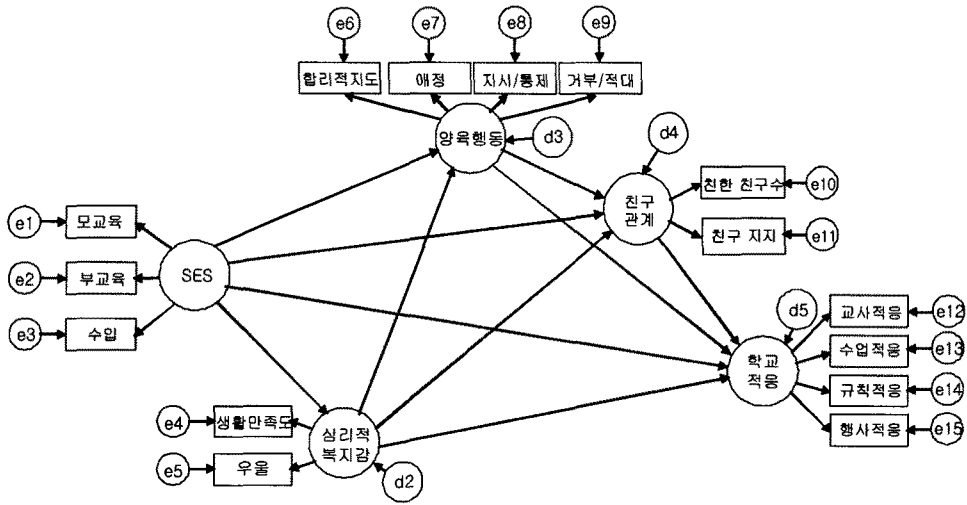 e6 e7 e8 e9
합리적지도 애정 지시/통제 거부/적대
양육행동 d3 d4
친한 친구수 e10
친구
관계
친구 지지 e11
e1 모교육
e2 부교육 SES
e3 수입
d5 교사적응 e12
학교
적응
수업적응 e13
규칙적응 e14
행사적응 e15
e4 생활만족도
심리적
복지감
e5 우울 d2